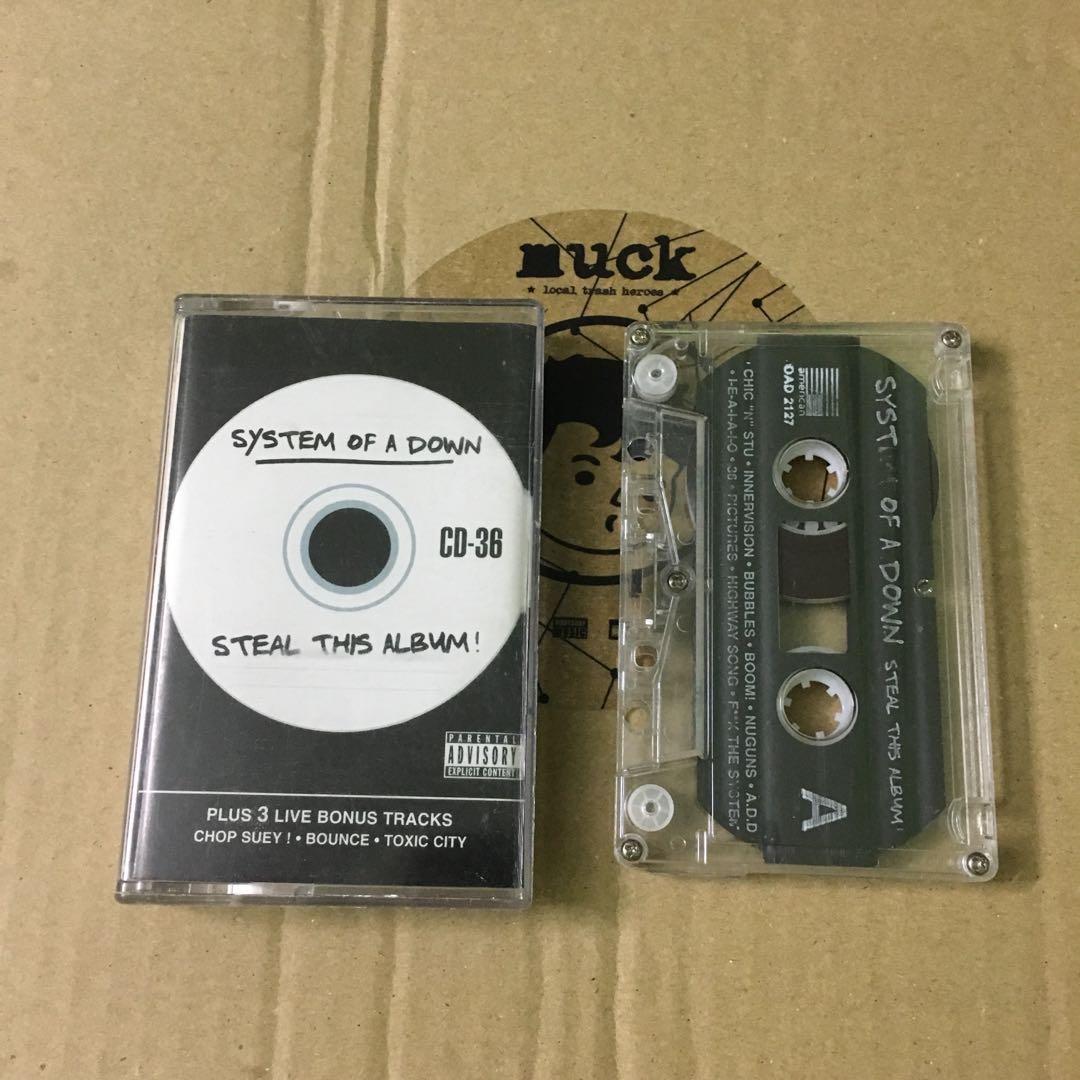 muck
★ local trash heroes ★
SYSTEM OF A DOWN
CD-36
STEAL THIS ALBUM!
PARENTAL
ADVISORY
EXPLICIT CONTENT
PLUS 3 LIVE BONUS TRACKS
CHOP SUEY ! • BOUNCE • TOXIC CITY
SYSTEM OF A DOWN STEAL THIS ALBUM!
american
OAD 2127
CHIC "N" STU • INNERVISION • BUBBLES • BOOM! • NUGUNS • A.D.D
• I-E-A-I-A-I-O • 36 • PICTURES • HIGHWAY SONG • F**K THE SYSTEM
A